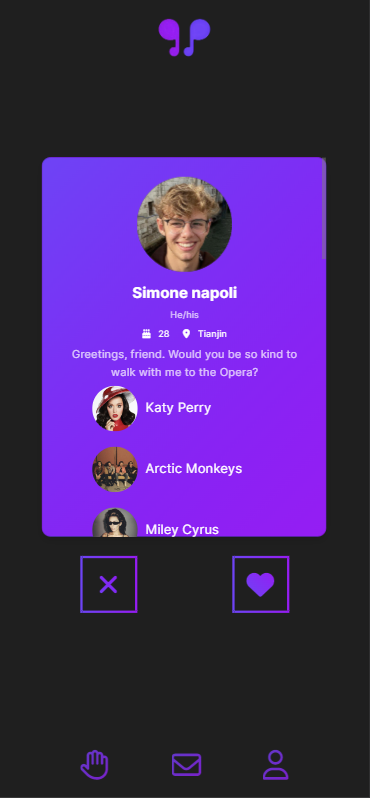 Simone napoli
He/his
28 Tianjin
Greetings, friend. Would you be so kind to
walk with me to the Opera?
Katy Perry
Arctic Monkeys
Miley Cyrus